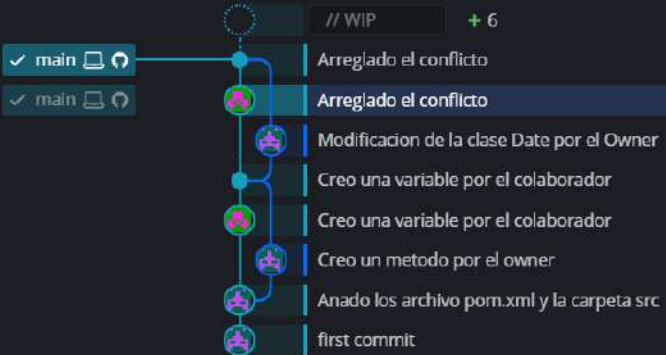 // WIP + 6
✓ main Arreglado el conflicto
✓ main Arreglado el conflicto
Modificacion de la clase Date por el Owner
Creo una variable por el colaborador
Creo una variable por el colaborador
Creo un metodo por el owner
Anado los archivo pom.xml y la carpeta src
first commit